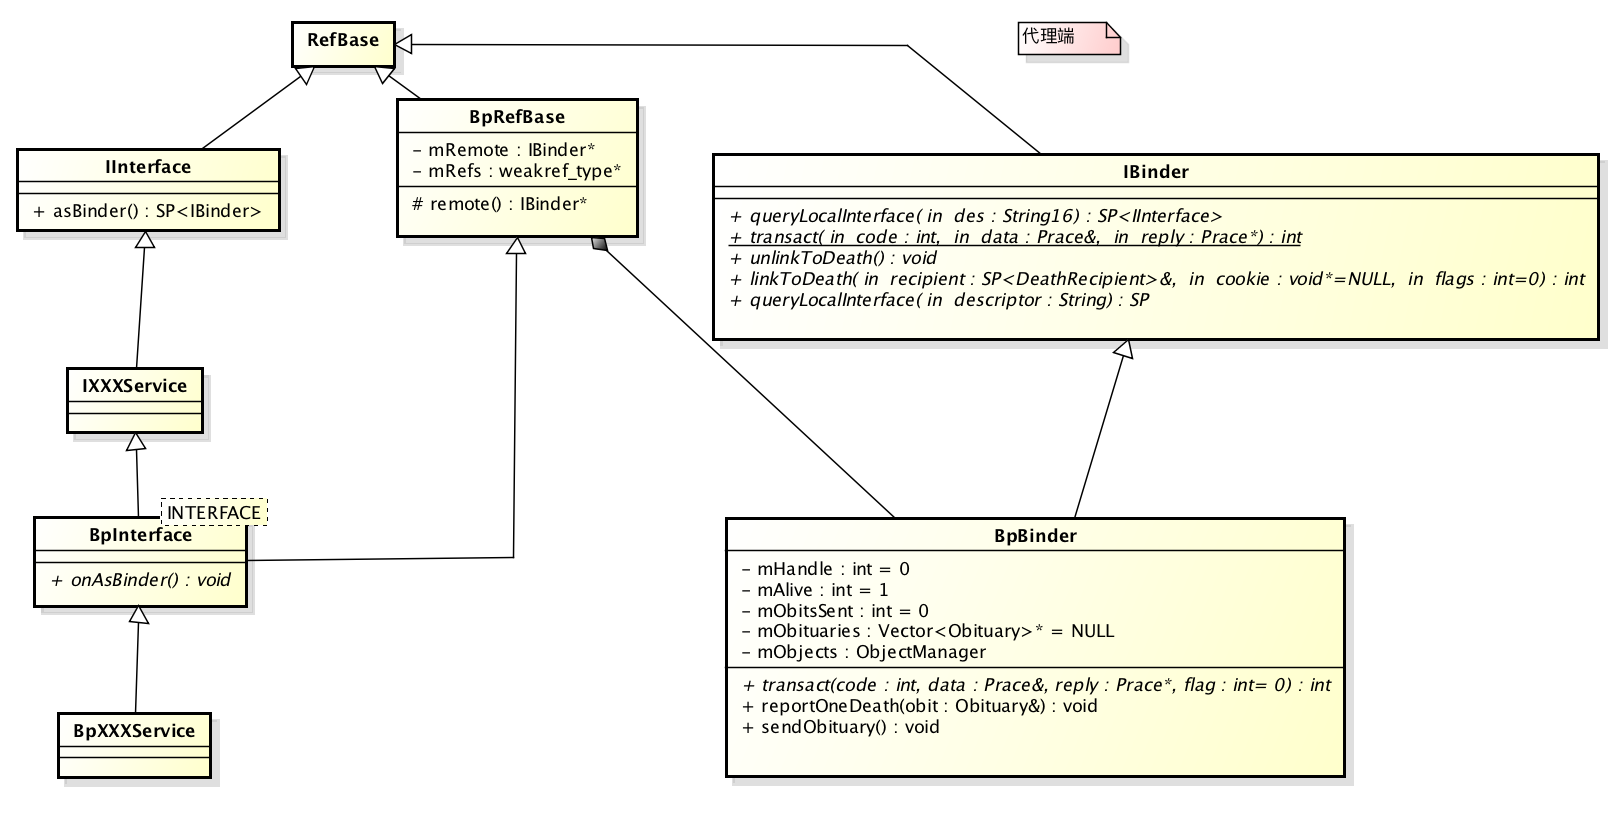 RefBase
代理端
BpRefBase
- mRemote : IBinder*
- mRefs : weakref_type*
# remote() : IBinder*
IInterface
+ asBinder() : SP<IBinder>
IBinder
+ queryLocalInterface( in des : String16) : SP<IInterface>
+ transact( in code : int, in data : Prace&, in reply : Prace*) : int
+ unlinkToDeath() : void
+ linkToDeath( in recipient : SP<DeathRecipient>&, in cookie : void*=NULL, in flags : int=0) : int
+ queryLocalInterface( in descriptor : String) : SP
IXXXService
INTERFACE
BpInterface
+ onAsBinder() : void
BpBinder
- mHandle : int = 0
- mAlive : int = 1
- mObitsSent : int = 0
- mObituaries : Vector<Obituary>* = NULL
- mObjects : ObjectManager
+ transact(code : int, data : Prace&, reply : Prace*, flag : int= 0) : int
+ reportOneDeath(obit : Obituary&) : void
+ sendObituary() : void
BpXXXService